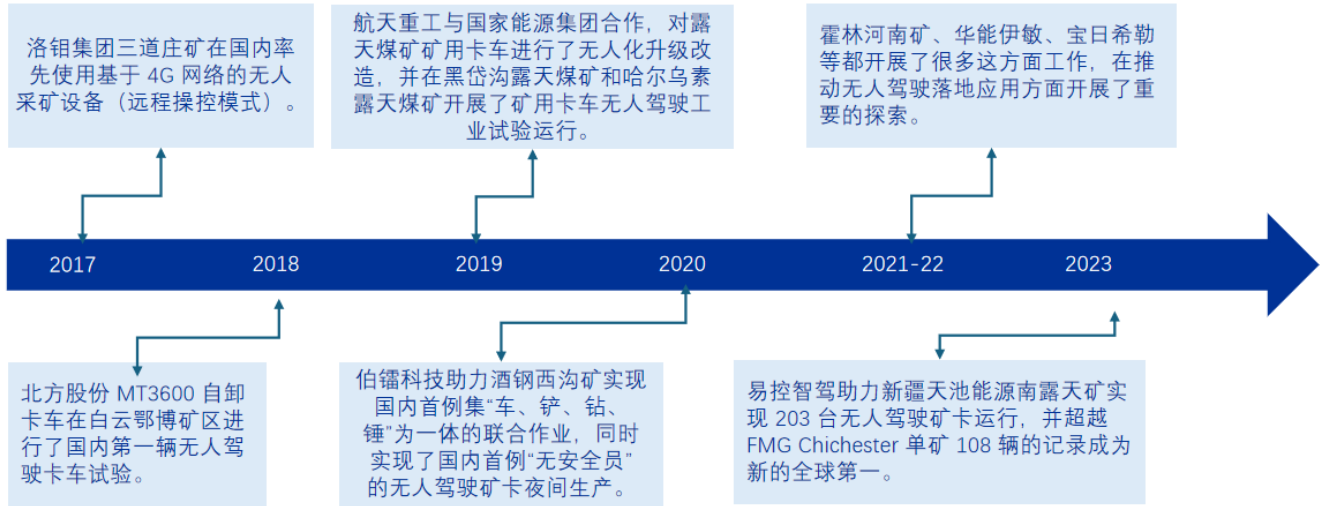 洛钼集团三道庄矿在国内率
先使用基于 4G 网络的无人
采矿设备（远程操控模式）。
航天重工与国家能源集团合作，对露
天煤矿矿用卡车进行了无人化升级改
造，并在黑岱沟露天煤矿和哈尔乌素
露天煤矿开展了矿用卡车无人驾驶工
业试验运行。
霍林河南矿、华能伊敏、宝日希勒
等都开展了很多这方面工作，在推
动无人驾驶落地应用方面开展了重
要的探索。
2017
2018
2019
2020
2021-22
2023
北方股份 MT3600 自卸
卡车在白云鄂博矿区进
行了国内第一辆无人驾
驶卡车试验。
伯镭科技助力酒钢西沟矿实现
国内首例集“车、铲、钻、
锤”为一体的联合作业，同时
实现了国内首例“无安全员”
的无人驾驶矿卡夜间生产。
易控智驾助力新疆天池能源南露天矿实
现 203 台无人驾驶矿卡运行，并超越
FMG Chichester 单矿 108 辆的记录成为
新的全球第一。